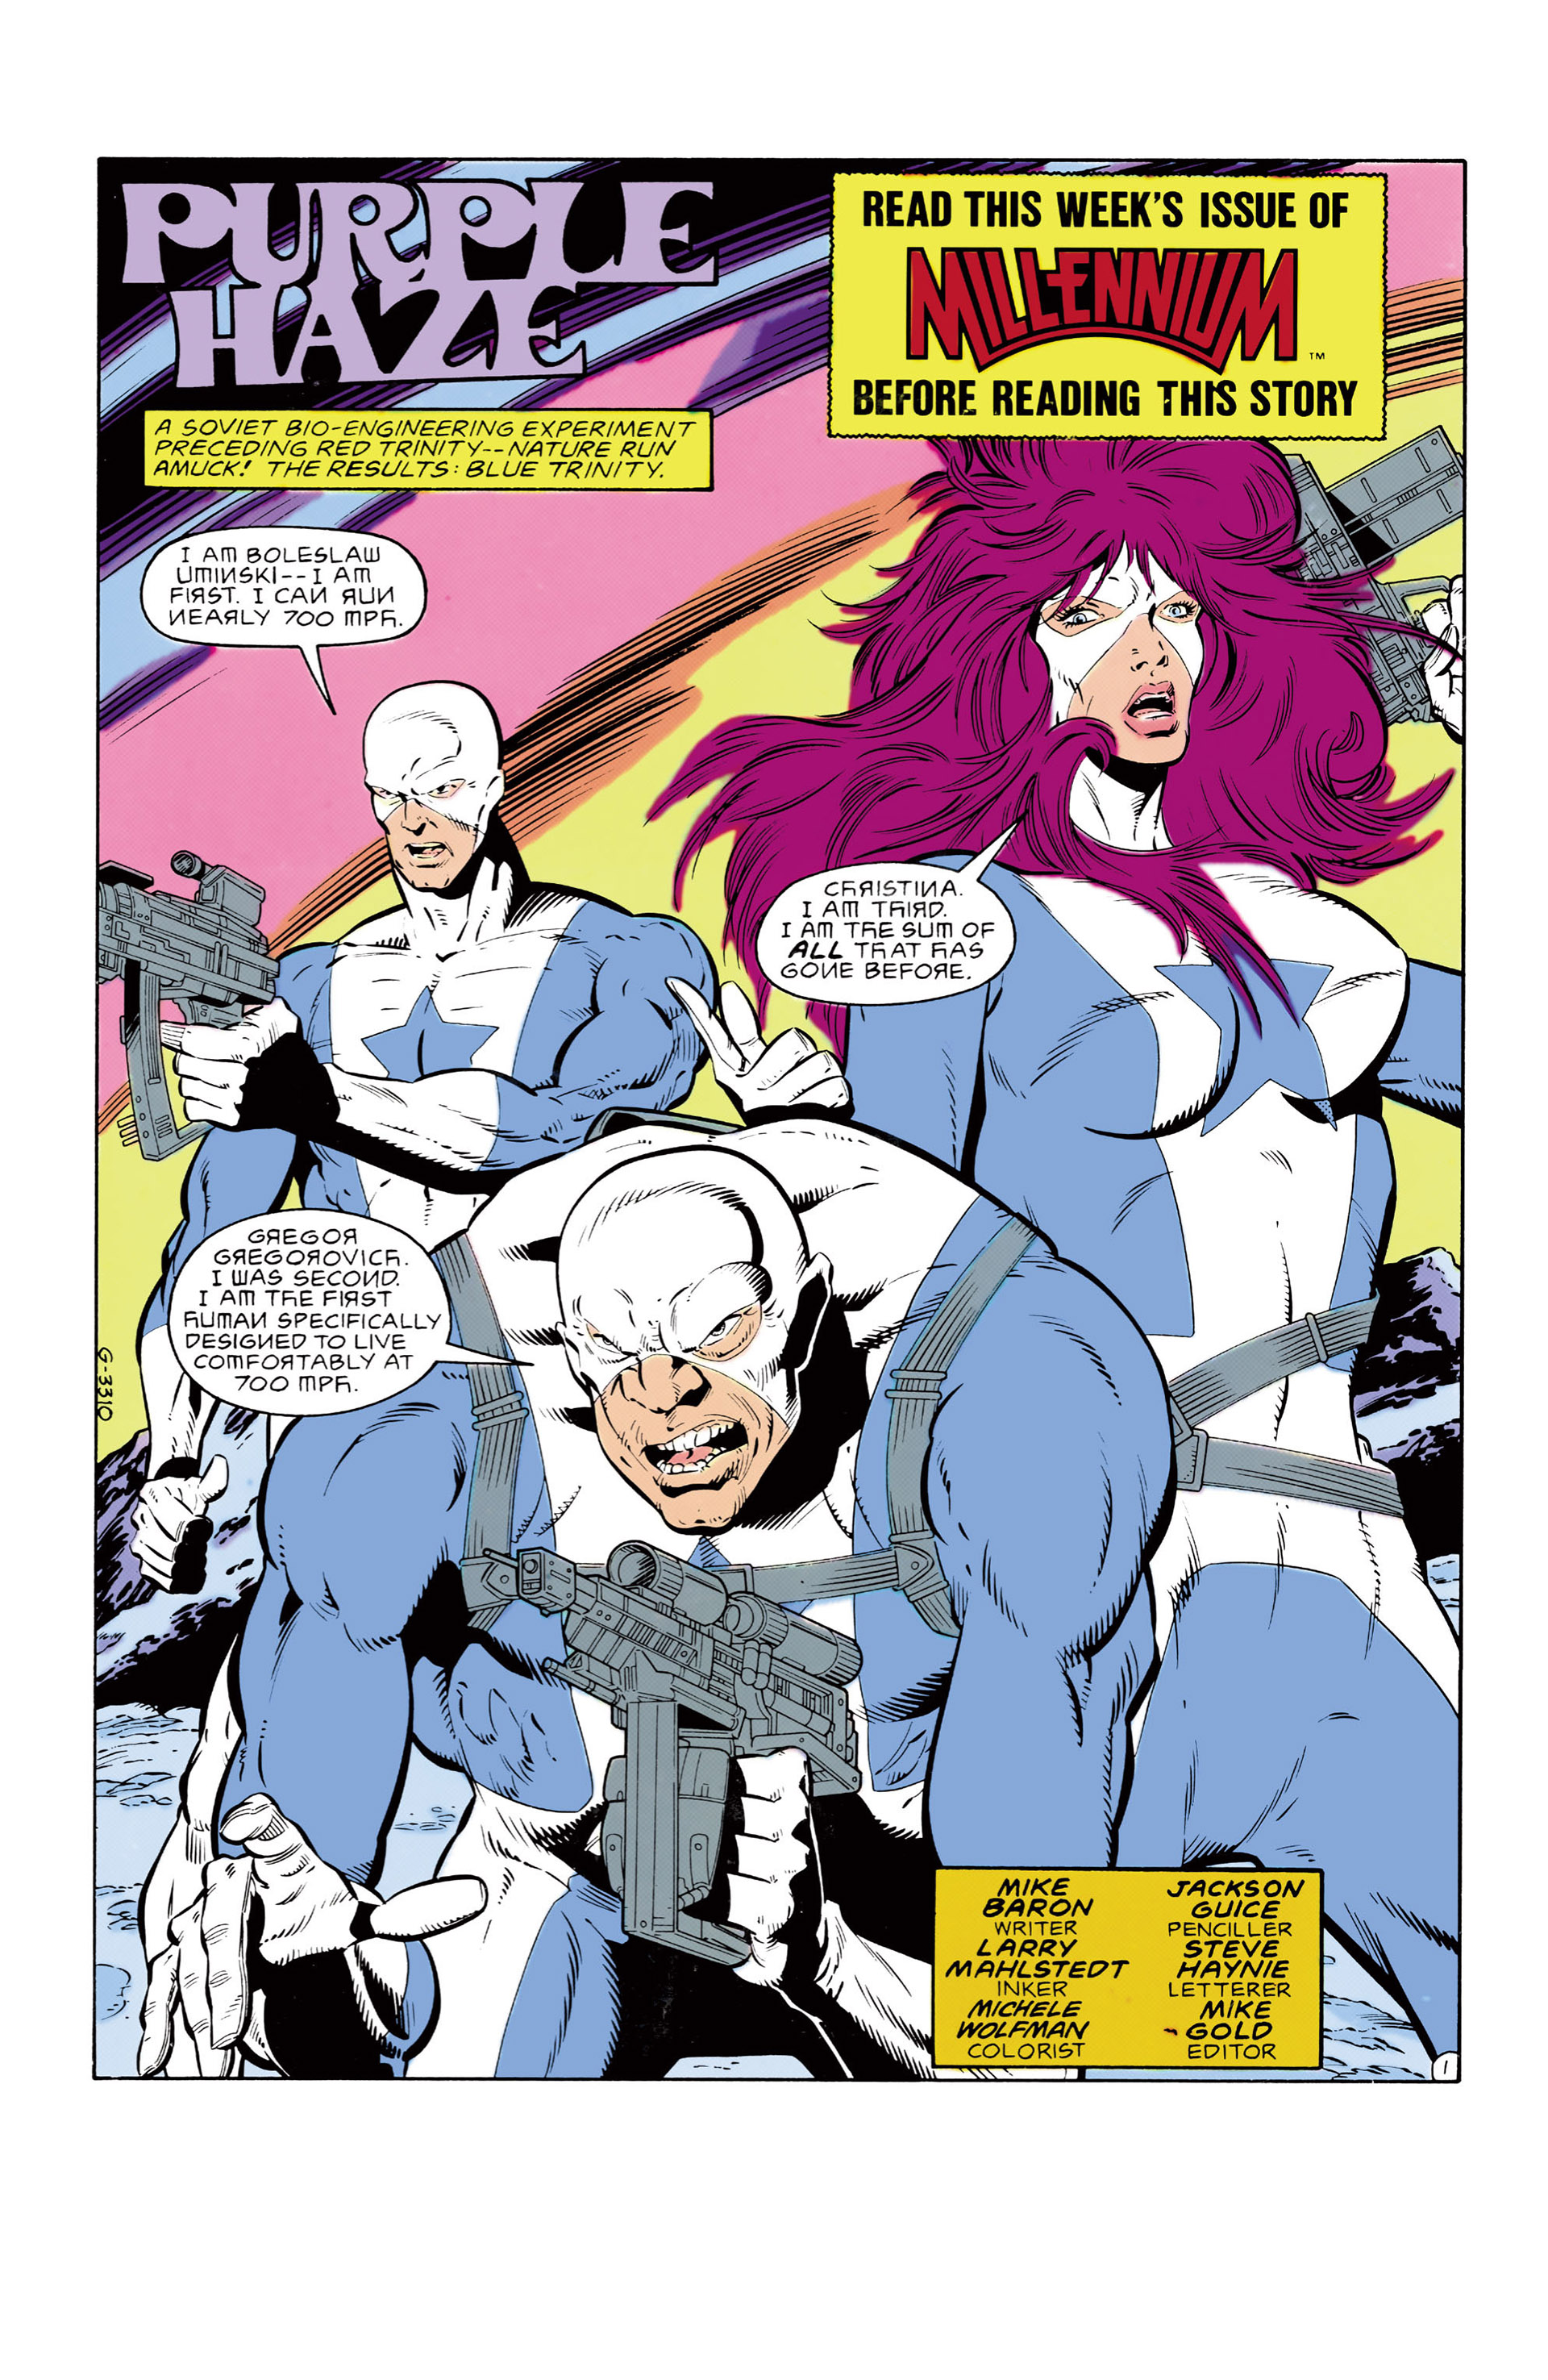 PURPLE
HAZE
READ THIS WEEK'S ISSUE OF
MILLENNIUM ™
BEFORE READING THIS STORY
A SOVIET BIO-ENGINEERING EXPERIMENT
PRECEDING RED TRINITY--NATURE RUN
AMUCK! THE RESULTS: BLUE TRINITY.
I AM BOLESLAW
UMINSKI--I AM
FIRST. I CAN RUN
NEARLY 700 MPH.
CHRISTINA.
I AM THIRD.
I AM THE SUM OF
ALL THAT HAS
GONE BEFORE.
GREGOR
GREGOROVICH.
I WAS SECOND.
I AM THE FIRST
HUMAN SPECIFICALLY
DESIGNED TO LIVE
COMFORTABLY AT
700 MPH.
G-3310
MIKE
BARON
WRITER
LARRY
MAHLSTEDT
INKER
MICHELE
WOLFMAN
COLORIST
JACKSON
GUICE
PENCILLER
STEVE
HAYNIE
LETTERER
MIKE
GOLD
EDITOR
1